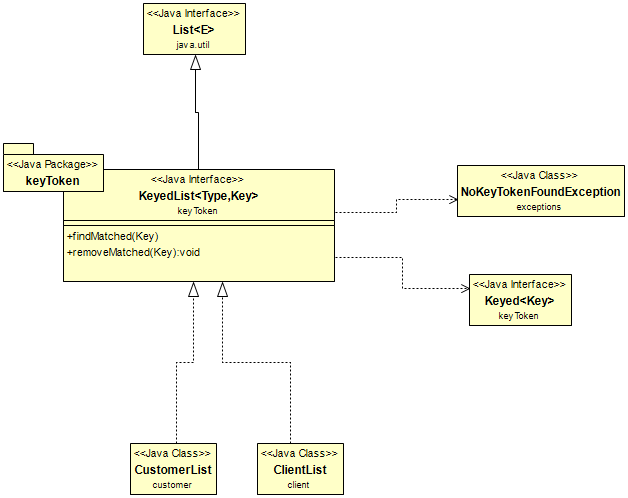 <<Java Interface>>
List<E>
java.util
<<Java Package>>
keyToken
<<Java Interface>>
KeyedList<Type,Key>
keyToken
+findMatched(Key)
+removeMatched(Key):void
<<Java Class>>
NoKeyTokenFoundException
exceptions
<<Java Interface>>
Keyed<Key>
keyToken
<<Java Class>>
CustomerList
customer
<<Java Class>>
ClientList
client